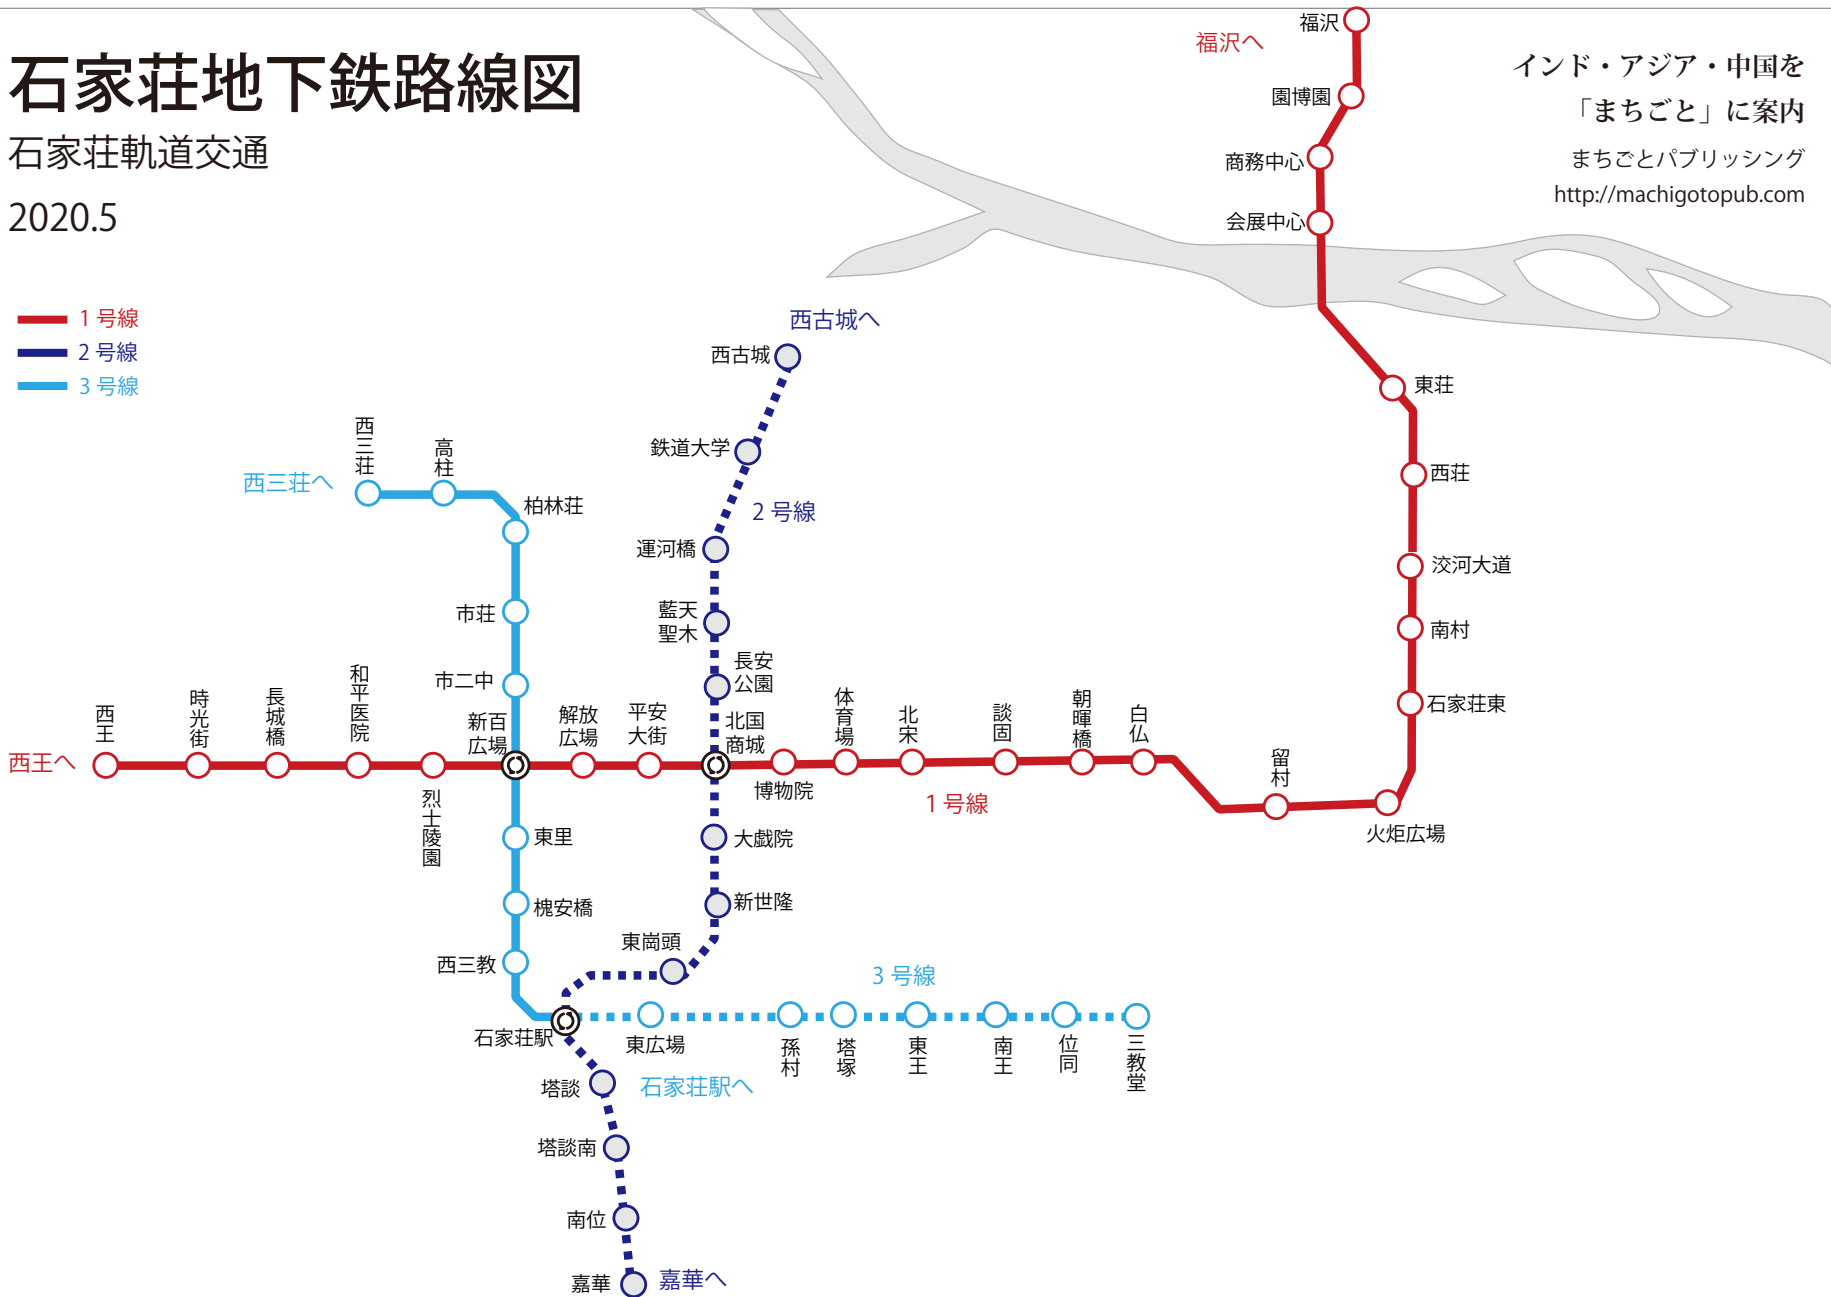 石家荘地下鉄路線図
石家荘軌道交通
2020.5
インド・アジア・中国を
「まちごと」に案内
まちごとパブリッシング
http://machigotopub.com
1 号線
2 号線
3 号線
福沢へ
福沢
園博園
商務中心
会展中心
東荘
西荘
洨河大道
南村
石家荘東
火炬広場
留村
白仏
朝暉橋
談固
北宋
体育場
博物院
1 号線
北国
商城
平安
大街
解放
広場
新百
広場
烈士陵園
和平医院
長城橋
時光街
西王
西王へ
西古城へ
西古城
鉄道大学
2 号線
運河橋
藍天
聖木
長安
公園
大戯院
新世隆
東崗頭
石家荘駅
塔談
塔談南
南位
嘉華
嘉華へ
西三荘へ
西三荘
高柱
柏林荘
市荘
市二中
東里
槐安橋
西三教
3 号線
東広場
孫村
塔塚
東王
南王
位同
三教堂
石家荘駅へ